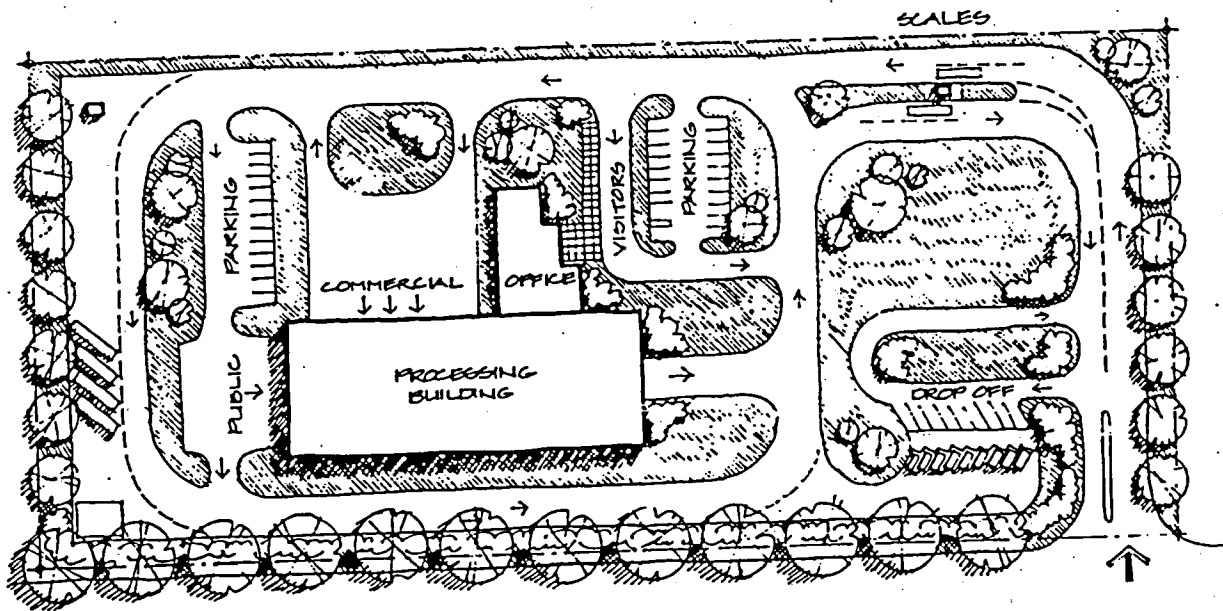 SCALES
PARKING
VISITORS
PARKING
COMMERCIAL
OFFICE
PUBLIC
PROCESSING
BUILDING
DROP OFF